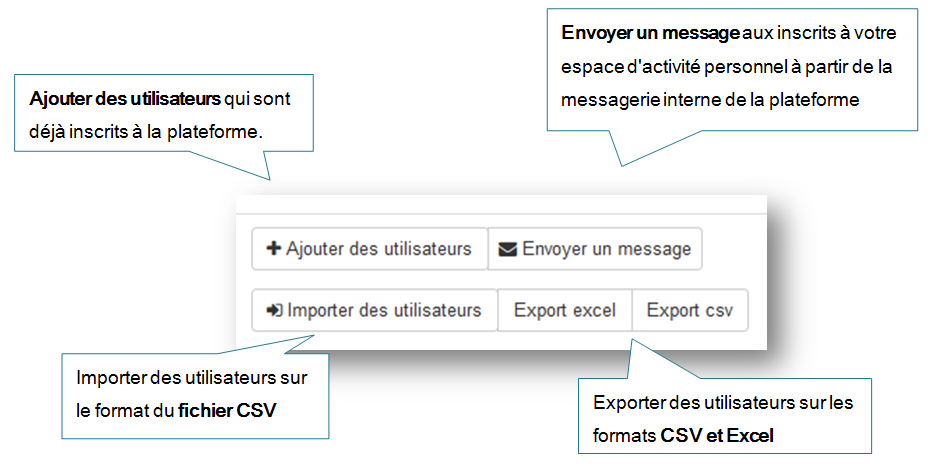 Envoyer un message aux inscrits à votre
espace d'activité personnel à partir de la
messagerie interne de la plateforme
Ajouter des utilisateurs qui sont
déjà inscrits à la plateforme.
Ajouter des utilisateurs
Envoyer un message
Importer des utilisateurs
Export excel
Export csv
Importer des utilisateurs sur
le format du fichier CSV
Exporter des utilisateurs sur les
formats CSV et Excel